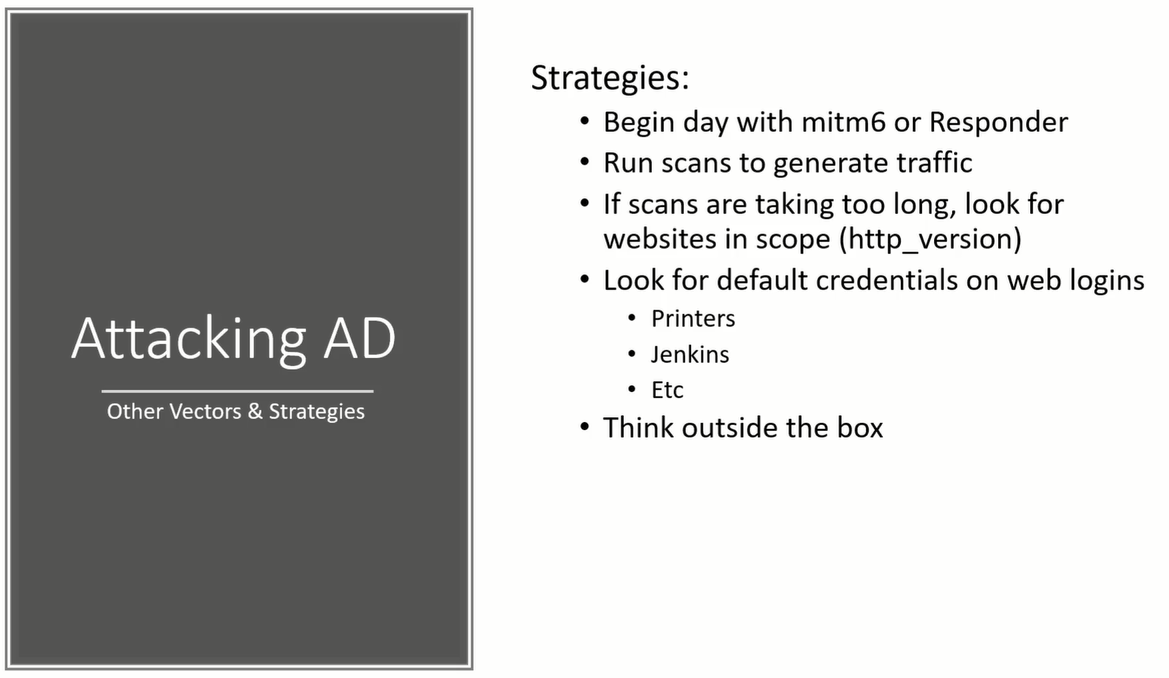 Attacking AD
Other Vectors & Strategies
Strategies:
• Begin day with mitm6 or Responder
• Run scans to generate traffic
• If scans are taking too long, look for
websites in scope (http_version)
• Look for default credentials on web logins
• Printers
• Jenkins
• Etc
• Think outside the box